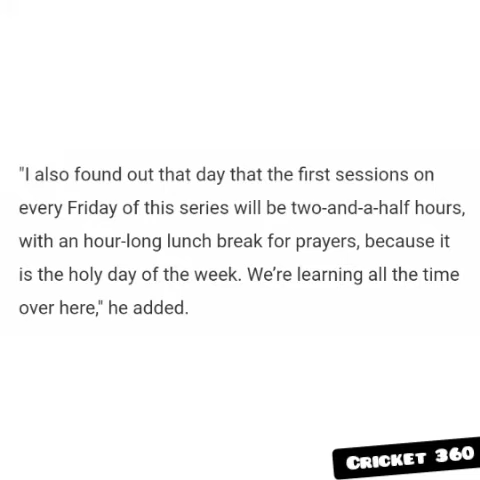 "I also found out that day that the first sessions on
every Friday of this series will be two-and-a-half hours,
with an hour-long lunch break for prayers, because it
is the holy day of the week. We’re learning all the time
over here," he added.
Cricket 360